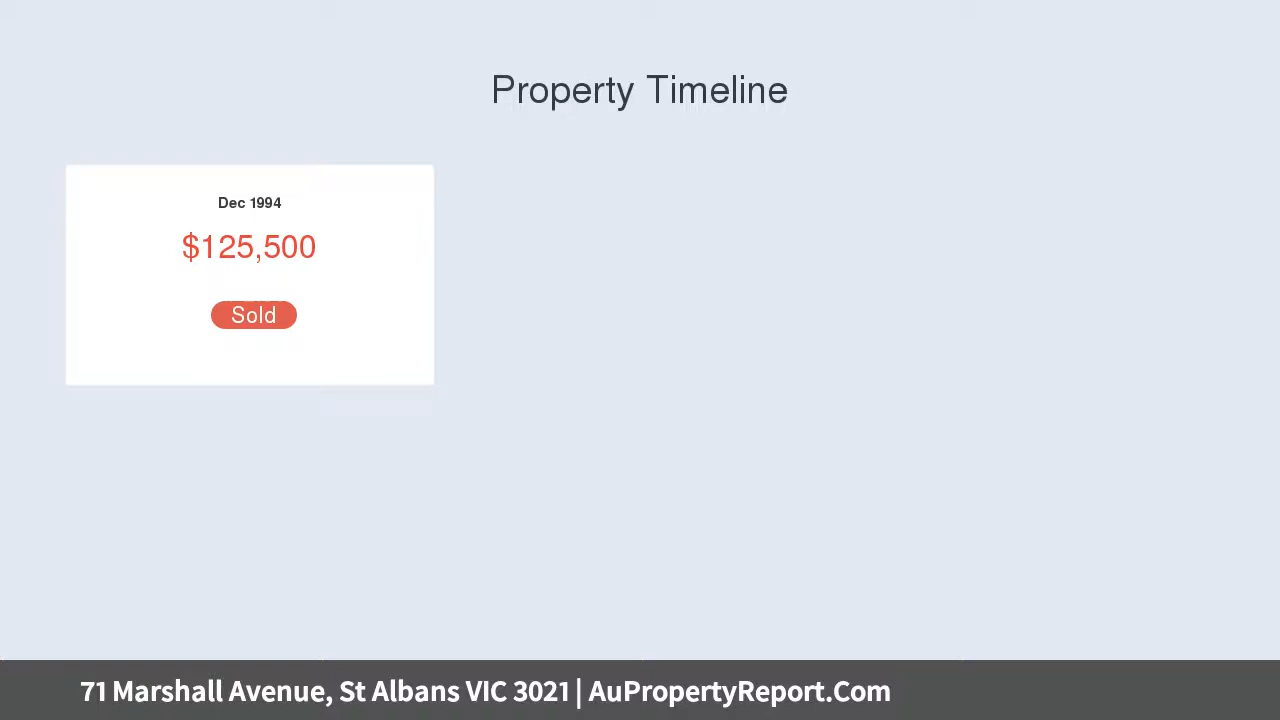 Property Timeline
Dec 1994
$125,500
Sold
71 Marshall Avenue, St Albans VIC 3021 | AuPropertyReport.Com